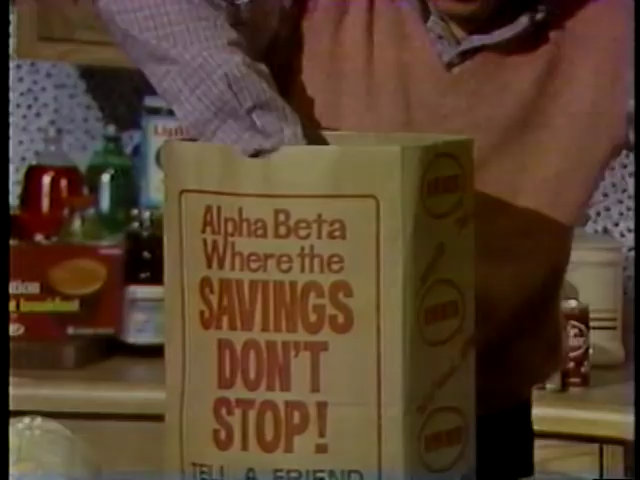 Alpha Beta
Where the
SAVINGS
DON'T
STOP!
TELL A FRIEND